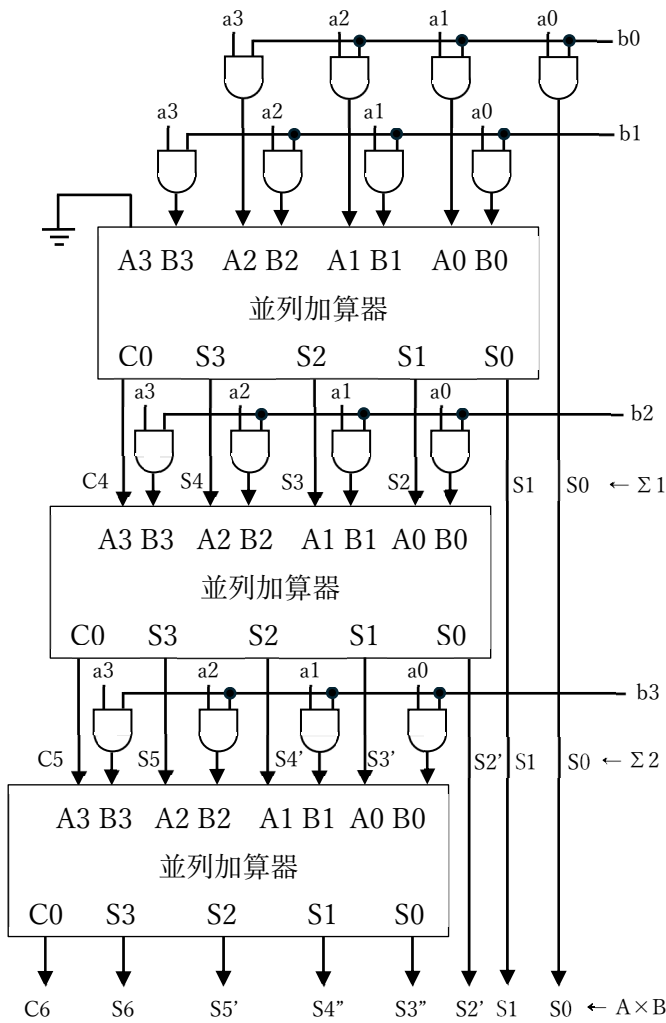 a3 a2 a1 a0
b0
a3 a2 a1 a0
b1
A3 B3 A2 B2 A1 B1 A0 B0
並列加算器
C0 S3 S2 S1 S0
a3 a2 a1 a0
b2
C4 S4 S3 S2 S1 S0 ←Σ1
A3 B3 A2 B2 A1 B1 A0 B0
並列加算器
C0 S3 S2 S1 S0
a3 a2 a1 a0
b3
C5 S5 S4' S3' S2' S1 S0 ←Σ2
A3 B3 A2 B2 A1 B1 A0 B0
並列加算器
C0 S3 S2 S1 S0
C6 S6 S5' S4” S3” S2' S1 S0 ←A×B